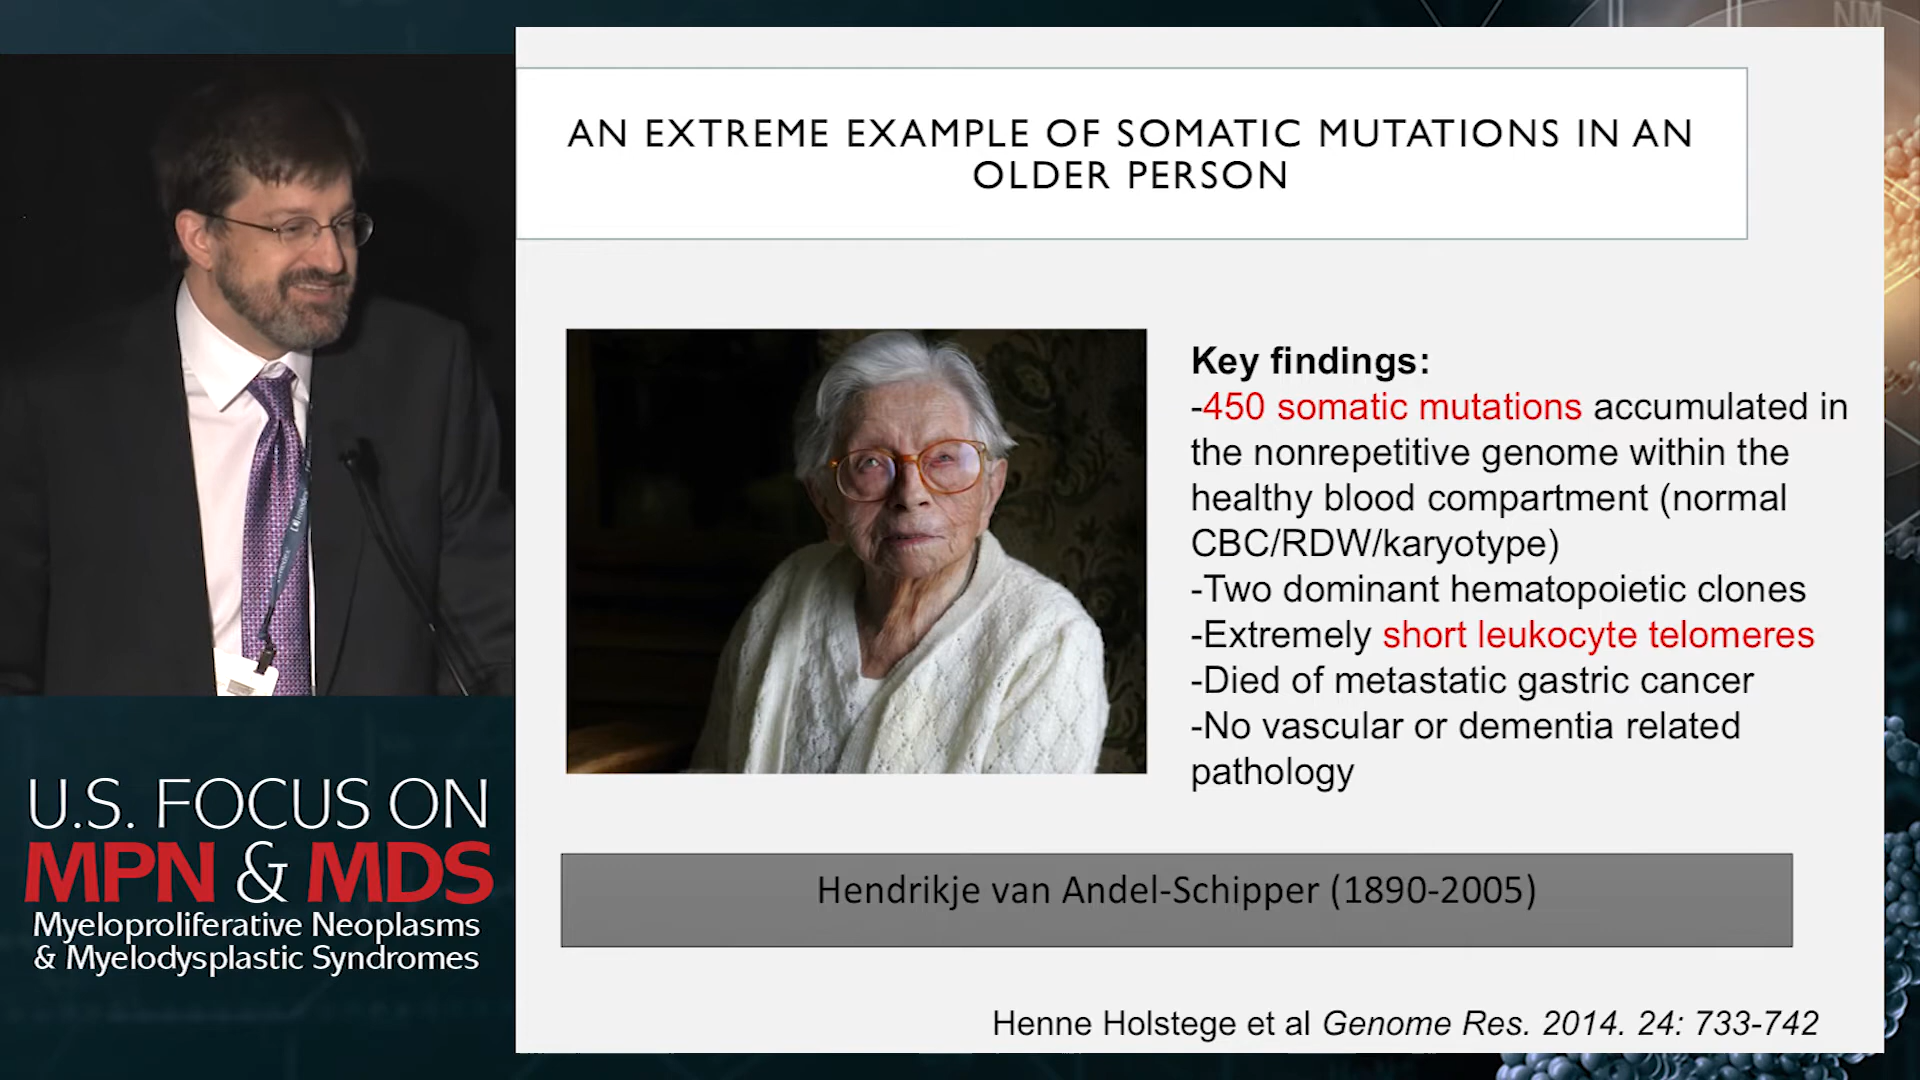 AN EXTREME EXAMPLE OF SOMATIC MUTATIONS IN AN
OLDER PERSON
Key findings:
-450 somatic mutations accumulated in
the nonrepetitive genome within the
healthy blood compartment (normal
CBC/RDW/karyotype)
-Two dominant hematopoietic clones
-Extremely short leukocyte telomeres
-Died of metastatic gastric cancer
-No vascular or dementia related
pathology
Hendrikje van Andel-Schipper (1890-2005)
Henne Holstege et al Genome Res. 2014. 24: 733-742
U.S. FOCUS ON
MPN & MDS
Myeloproliferative Neoplasms
& Myelodysplastic Syndromes
NM